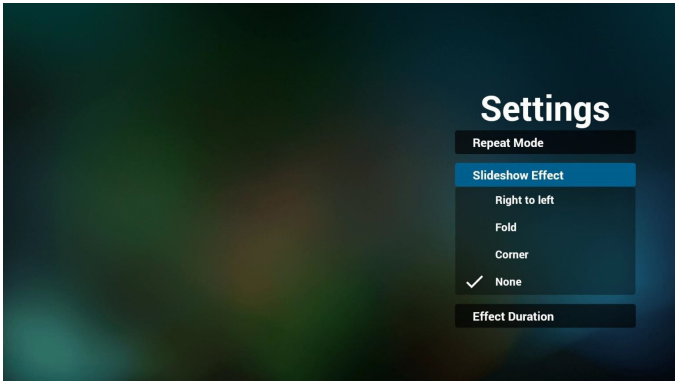 Settings
Repeat Mode
Slideshow Effect
Right to left
Fold
Corner
None
Effect Duration